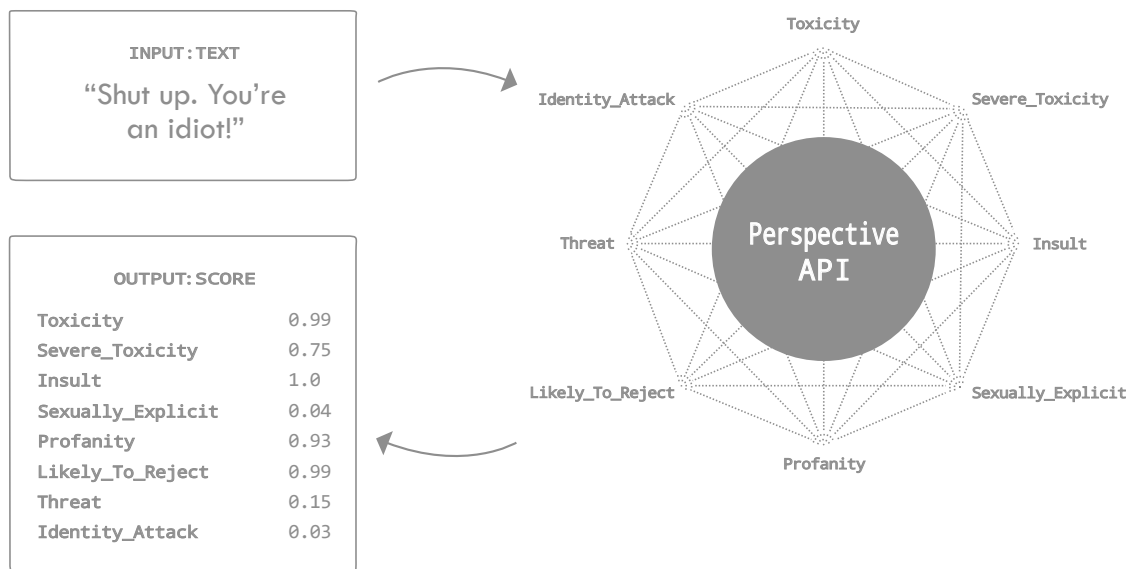 INPUT:TEXT
“Shut up. You’re
an idiot!”
OUTPUT:SCORE
Toxicity 0.99
Severe_Toxicity 0.75
Insult 1.0
Sexually_Explicit 0.04
Profanity 0.93
Likely_To_Reject 0.99
Threat 0.15
Identity_Attack 0.03
Toxicity
Identity_Attack
Severe_Toxicity
Threat
Perspective
API
Insult
Likely_To_Reject
Sexually_Explicit
Profanity